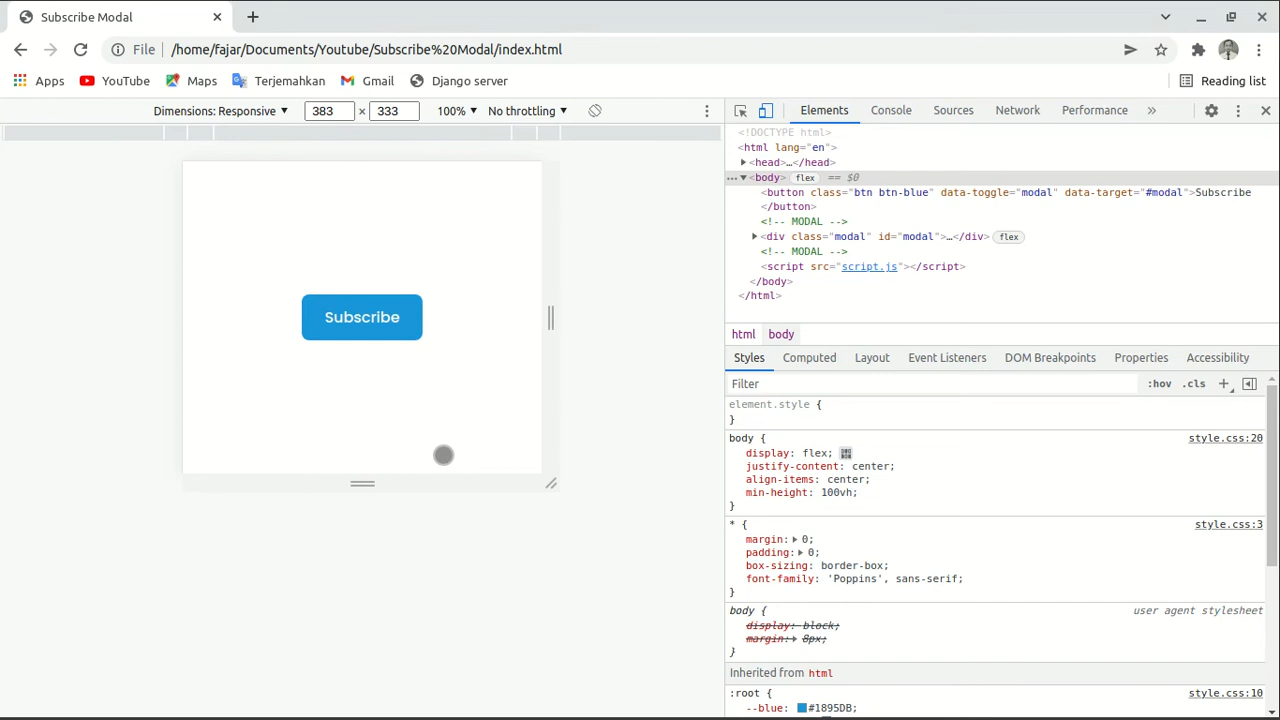 Subscribe Modal
File
/home/fajar/Documents/Youtube/Subscribe%20Modal/index.html
Apps YouTube Maps Terjemahkan Gmail Django server Reading list
Dimensions: Responsive 383 × 333 100% No throttling
Elements Console Sources Network Performance »
Subscribe
<!DOCTYPE html>
<html lang="en">
<head>…</head>
<body> flex == $0
<button class="btn btn-blue" data-toggle="modal" data-target="#modal">Subscribe
</button>
<!-- MODAL -->
<div class="modal" id="modal">…</div> flex
<!-- MODAL -->
<script src="script.js"></script>
</body>
</html>
html body
Styles Computed Layout Event Listeners DOM Breakpoints Properties Accessibility
Filter :hov .cls +
element.style {
}
body { style.css:20
display: flex;
justify-content: center;
align-items: center;
min-height: 100vh;
}
* { style.css:3
margin: 0;
padding: 0;
box-sizing: border-box;
font-family: 'Poppins', sans-serif;
}
body { user agent stylesheet
display: block;
margin: 8px;
}
Inherited from html
:root { style.css:10
--blue: #1895DB;